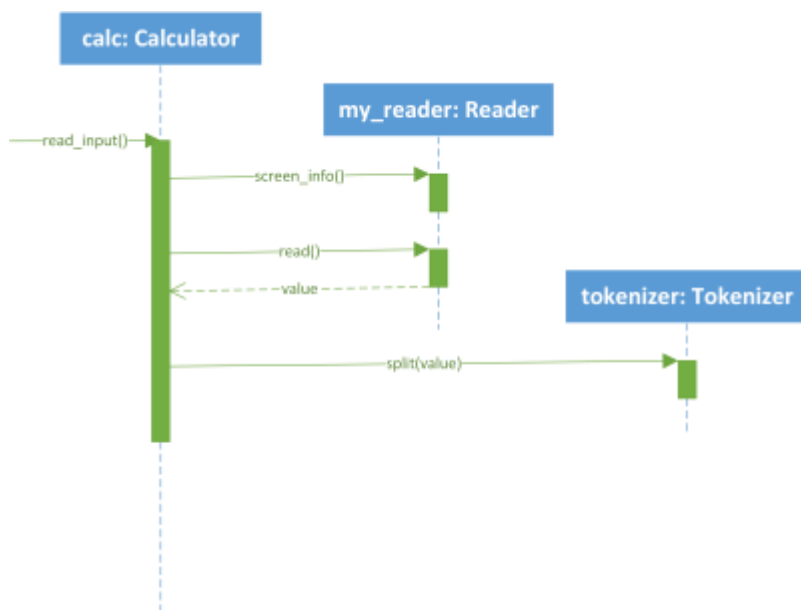 calc: Calculator
my_reader: Reader
read_input()
screen_info()
read()
value
tokenizer: Tokenizer
split(value)